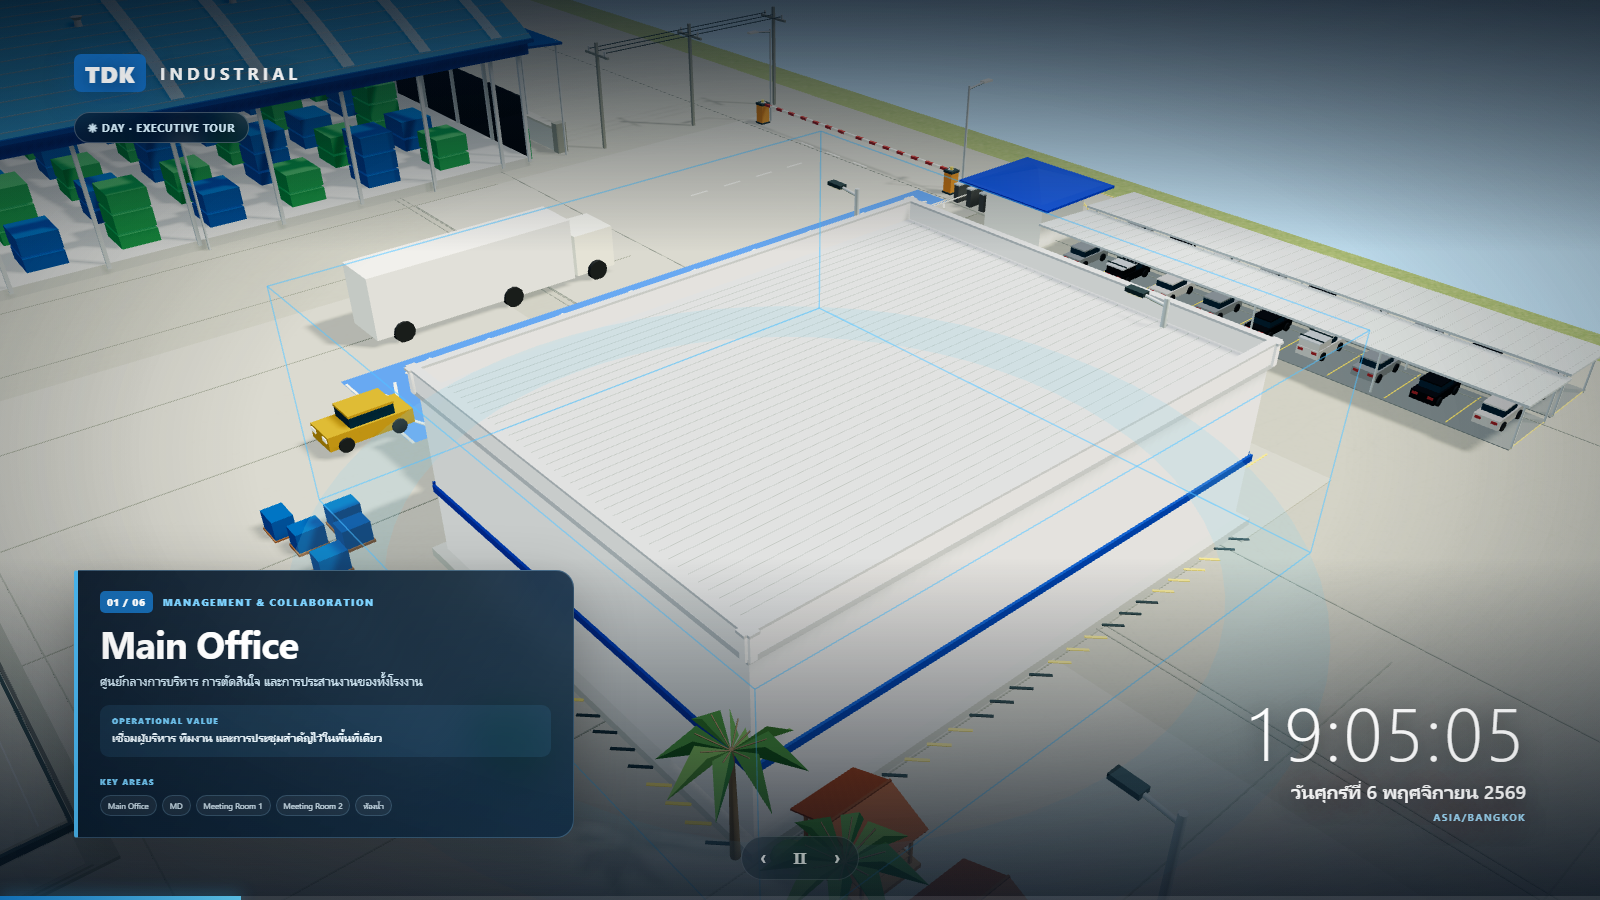 TDK INDUSTRIAL
DAY · EXECUTIVE TOUR
01 / 06 MANAGEMENT & COLLABORATION
Main Office
ศูนย์กลางการบริหาร การตัดสินใจ และการประสานงานของทั้งโรงงาน
OPERATIONAL VALUE
เชื่อมผู้บริหาร ทีมงาน และการประชุมสำคัญไว้ในพื้นที่เดียว
KEY AREAS
Main Office MD Meeting Room 1 Meeting Room 2 ห้องน้ำ
19:05:05
วันศุกร์ที่ 6 พฤศจิกายน 2569
ASIA/BANGKOK